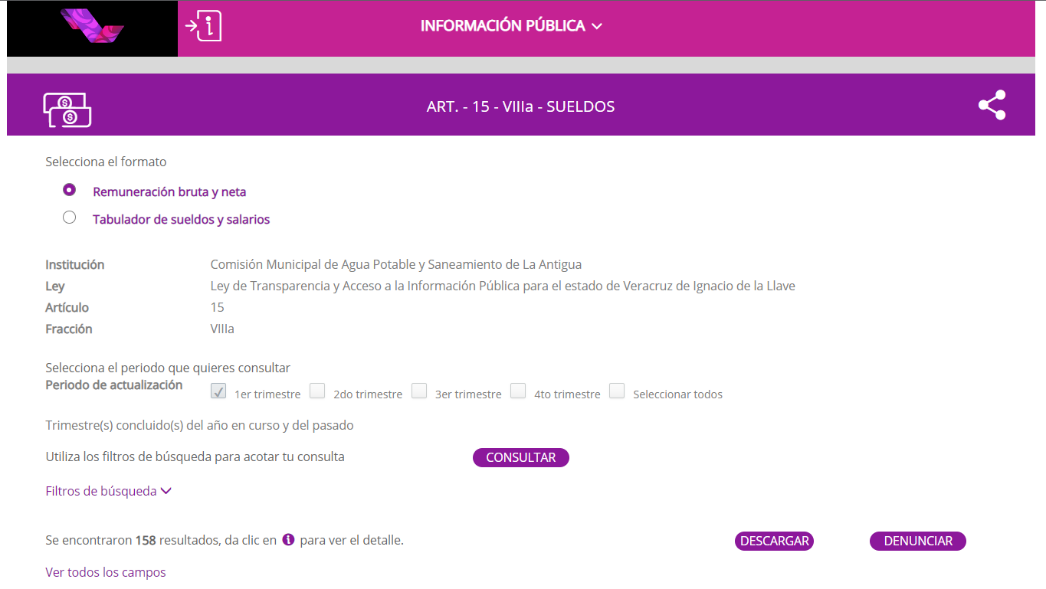 INFORMACIÓN PÚBLICA
ART. - 15 - VIIIa - SUELDOS
Selecciona el formato
Remuneración bruta y neta
Tabulador de sueldos y salarios
Institución Comisión Municipal de Agua Potable y Saneamiento de La Antigua
Ley Ley de Transparencia y Acceso a la Información Pública para el estado de Veracruz de Ignacio de la Llave
Artículo 15
Fracción VIIIa
Selecciona el periodo que quieres consultar
Periodo de actualización 1er trimestre 2do trimestre 3er trimestre 4to trimestre Seleccionar todos
Trimestre(s) concluido(s) del año en curso y del pasado
Utiliza los filtros de búsqueda para acotar tu consulta CONSULTAR
Filtros de búsqueda
Se encontraron 158 resultados, da clic en i para ver el detalle. DESCARGAR DENUNCIAR
Ver todos los campos